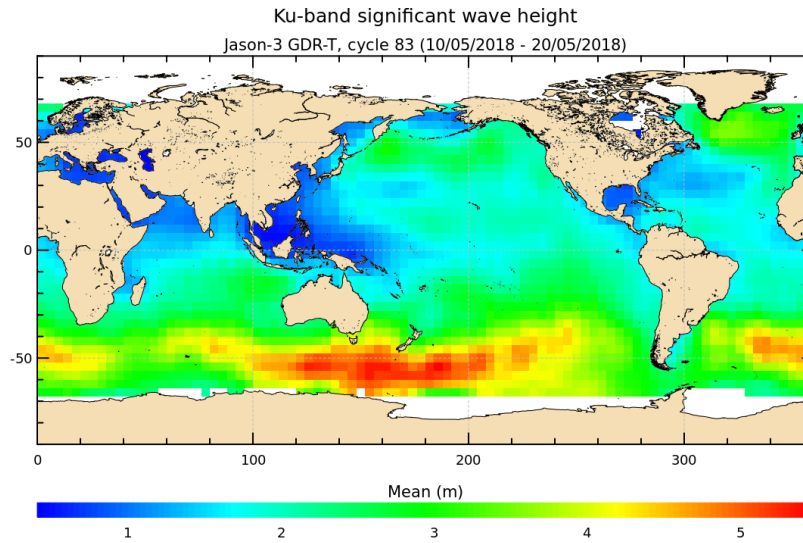 Ku-band significant wave height
Jason-3 GDR-T, cycle 83 (10/05/2018 - 20/05/2018)
50
0
-50
0 100 200 300
Mean (m)
1 2 3 4 5